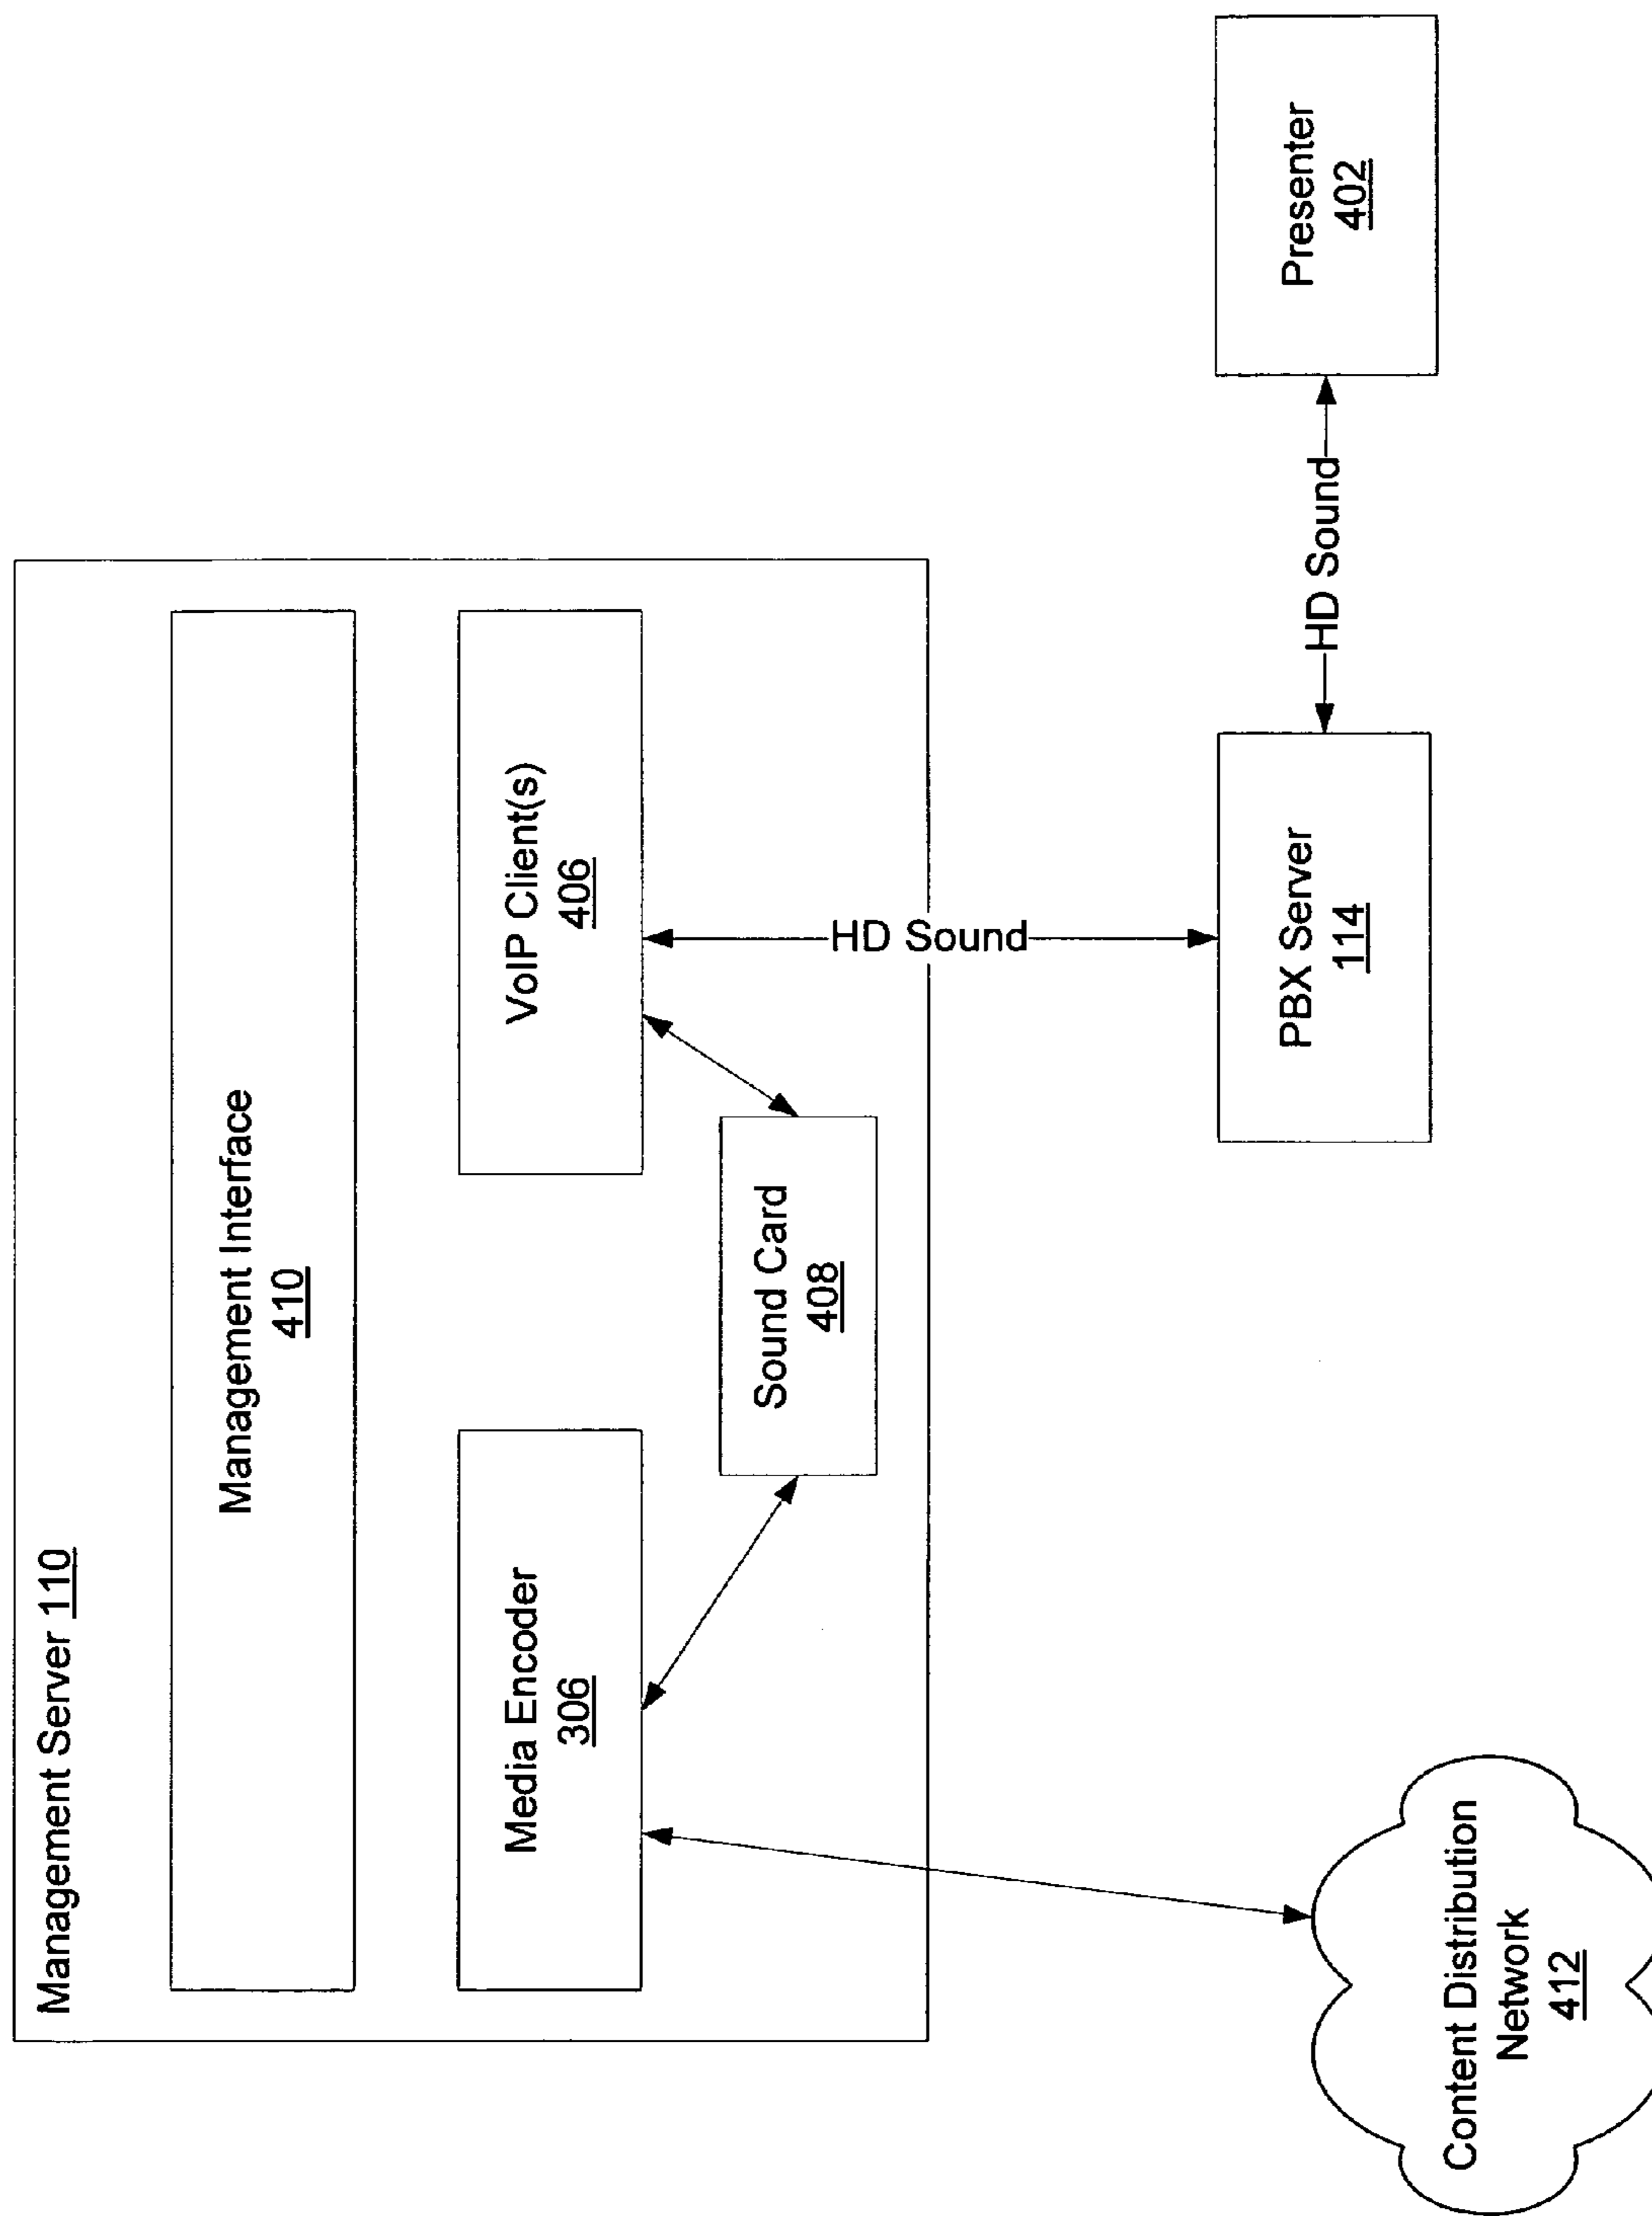 Management Server 110
Management Interface
410
Media Encoder
306
VoIP Client(s)
406
Sound Card
408
HD Sound
Content Distribution
Network
412
PBX Server
114
HD Sound
Presenter
402